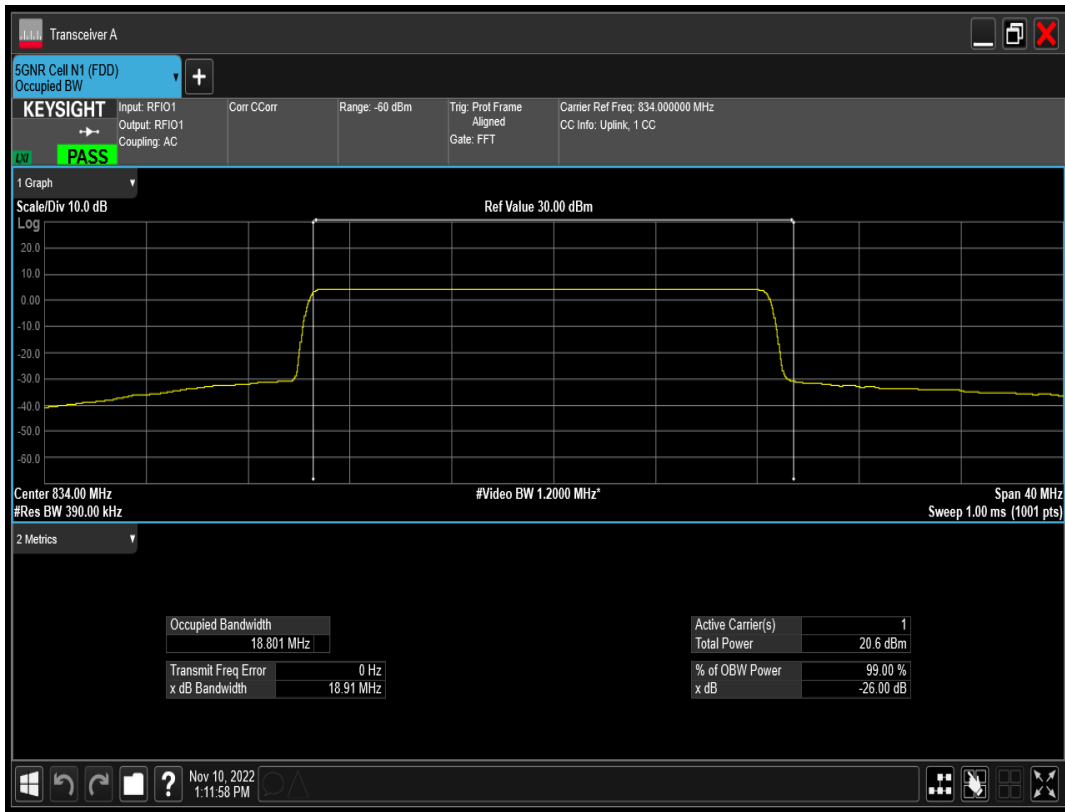 Transceiver A
5GNR Cell N1 (FDD)
Occupied BW
+
KEYSIGHT
LXI
PASS
Input: RFIO1
Output: RFIO1
Coupling: AC
Corr CCorr
Range: -60 dBm
Trig: Prot Frame
Aligned
Gate: FFT
Carrier Ref Freq: 834.000000 MHz
CC Info: Uplink, 1 CC
1 Graph
Scale/Div 10.0 dB
Ref Value 30.00 dBm
Log
20.0
10.0
0.00
-10.0
-20.0
-30.0
-40.0
-50.0
-60.0
Center 834.00 MHz
#Video BW 1.2000 MHz*
Span 40 MHz
#Res BW 390.00 kHz
Sweep 1.00 ms (1001 pts)
2 Metrics
Occupied Bandwidth
18.801 MHz
Transmit Freq Error 0 Hz
x dB Bandwidth 18.91 MHz
Active Carrier(s) 1
Total Power 20.6 dBm
% of OBW Power 99.00 %
x dB -26.00 dB
?
Nov 10, 2022
1:11:58 PM